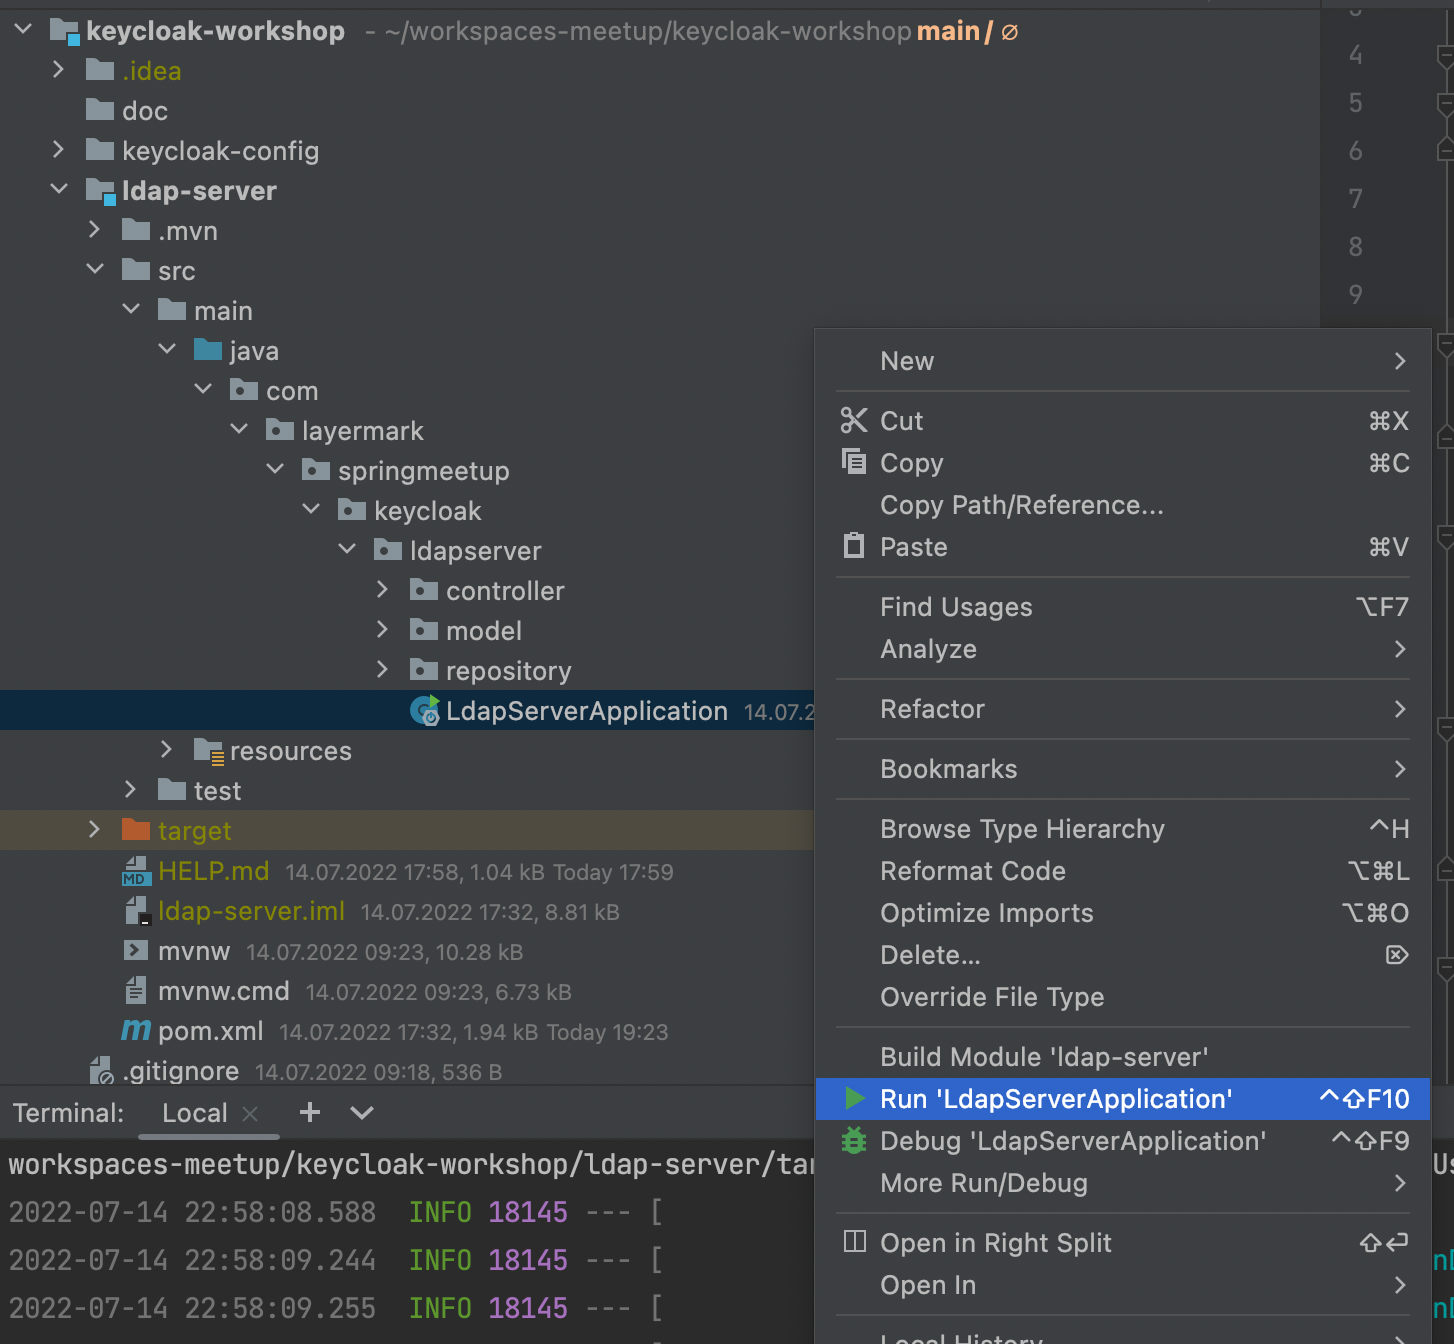 keycloak-workshop - ~/workspaces-meetup/keycloak-workshop main / ∅
.idea
doc
keycloak-config
ldap-server
.mvn
src
main
java
com
layermark
springmeetup
keycloak
ldapserver
controller
model
repository
LdapServerApplication 14.07.2
resources
test
target
HELP.md 14.07.2022 17:58, 1.04 kB Today 17:59
ldap-server.iml 14.07.2022 17:32, 8.81 kB
mvnw 14.07.2022 09:23, 10.28 kB
mvnw.cmd 14.07.2022 09:23, 6.73 kB
pom.xml 14.07.2022 17:32, 1.94 kB Today 19:23
.gitignore 14.07.2022 09:18, 536 B
4
5
6
7
8
9
New
Cut ⌘X
Copy ⌘C
Copy Path/Reference...
Paste ⌘V
Find Usages ⌥F7
Analyze
Refactor
Bookmarks
Browse Type Hierarchy ^H
Reformat Code ⌥⌘L
Optimize Imports ⌥⌘O
Delete... ⌦
Override File Type
Build Module 'ldap-server'
Run 'LdapServerApplication' ^⇧F10
Debug 'LdapServerApplication' ^⇧F9
More Run/Debug
Open in Right Split ⇧↩
Open In
Local History
Terminal: Local × +
workspaces-meetup/keycloak-workshop/ldap-server/tar
2022-07-14 22:58:08.588 INFO 18145 --- [
2022-07-14 22:58:09.244 INFO 18145 --- [
2022-07-14 22:58:09.255 INFO 18145 --- [